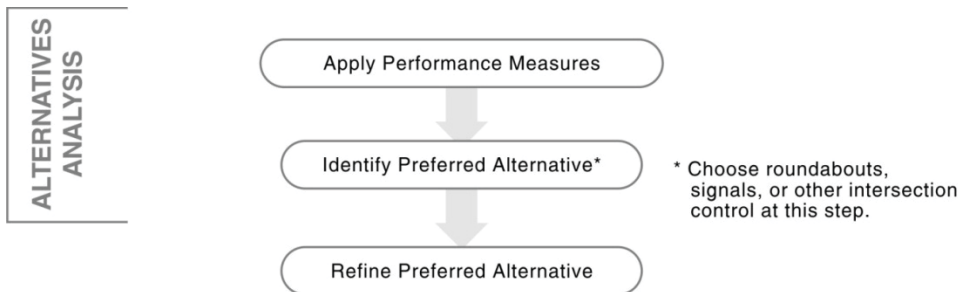 ALTERNATIVES
ANALYSIS
Apply Performance Measures
Identify Preferred Alternative*
* Choose roundabouts,
signals, or other intersection
control at this step.
Refine Preferred Alternative